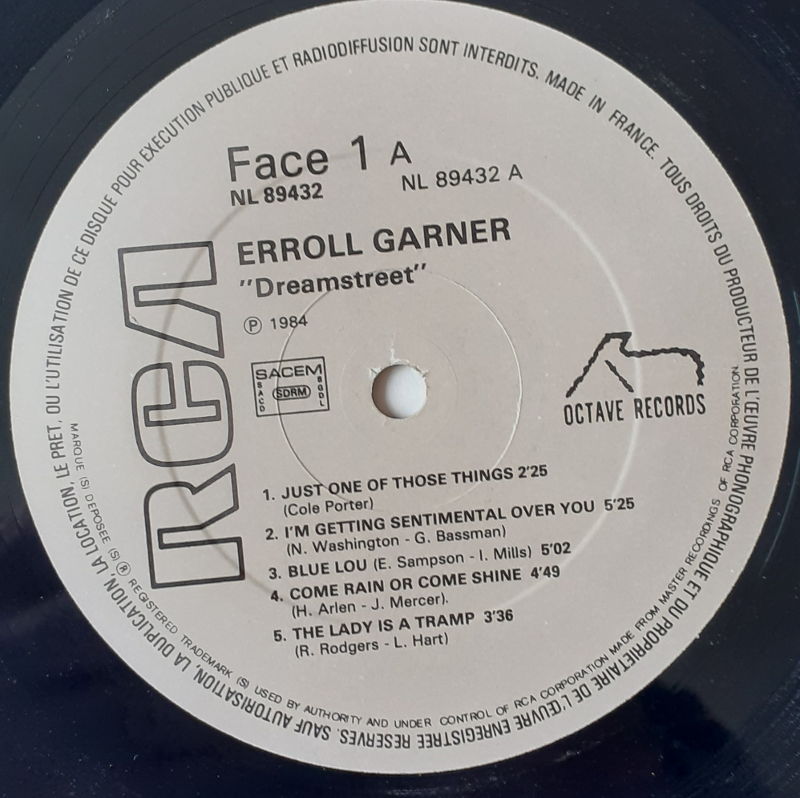 Face 1 A
NL 89432
NL 89432 A
ERROLL GARNER
"Dreamstreet"
Ⓟ 1984
RCA
SACEM
SACD
SDRM
BGDL
OCTAVE RECORDS
1. JUST ONE OF THOSE THINGS 2'25
(Cole Porter)
2. I'M GETTING SENTIMENTAL OVER YOU 5'25
(N. Washington - G. Bassman)
3. BLUE LOU (E. Sampson - I. Mills) 5'02
4. COME RAIN OR COME SHINE 4'49
(H. Arlen - J. Mercer).
5. THE LADY IS A TRAMP 3'36
(R. Rodgers - L. Hart)
MADE IN FRANCE. TOUS DROITS DU PRODUCTEUR DE L'ŒUVRE PHONOGRAPHIQUE ET DU PROPRIETAIRE DE L'ŒUVRE ENREGISTREE RESERVES. SAUF AUTORISATION, LA DUPLICATION, LA LOCATION, LE PRET, OU L'UTILISATION DE CE DISQUE POUR EXECUTION PUBLIQUE ET RADIODIFFUSION SONT INTERDITS.
MARQUE (S) DEPOSEE (S) ® REGISTERED TRADEMARK (S) USED BY AUTHORITY AND UNDER CONTROL OF RCA CORPORATION MADE FROM MASTER RECORDINGS OF RCA CORPORATION.